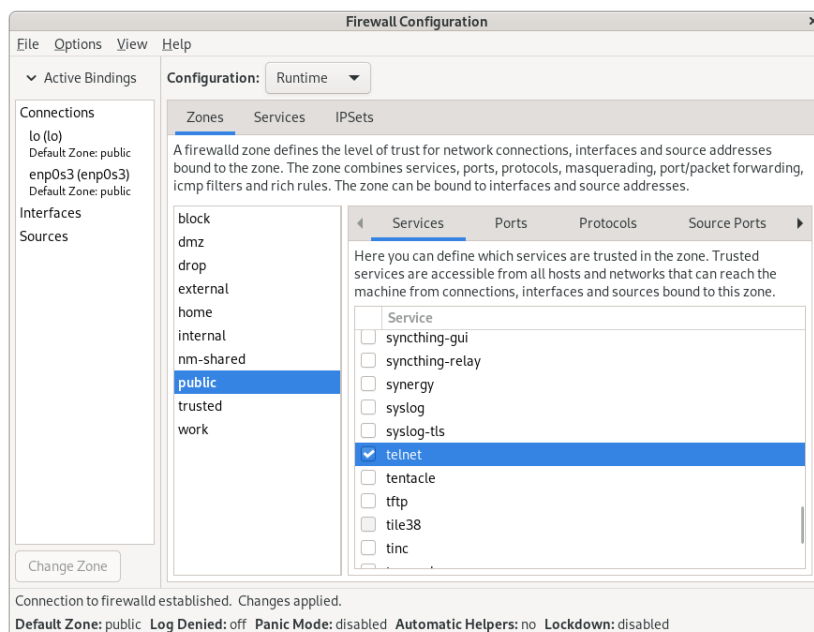 Firewall Configuration
File Options View Help
Active Bindings
Configuration: Runtime
Connections
lo (lo)
Default Zone: public
enp0s3 (enp0s3)
Default Zone: public
Interfaces
Sources
Change Zone
Zones Services IPSets
A firewalld zone defines the level of trust for network connections, interfaces and source addresses
bound to the zone. The zone combines services, ports, protocols, masquerading, port/packet forwarding,
icmp filters and rich rules. The zone can be bound to interfaces and source addresses.
block
dmz
drop
external
home
internal
nm-shared
public
trusted
work
Services Ports Protocols Source Ports
Here you can define which services are trusted in the zone. Trusted
services are accessible from all hosts and networks that can reach the
machine from connections, interfaces and sources bound to this zone.
Service
syncthing-gui
syncthing-relay
synergy
syslog
syslog-tls
telnet
tentacle
tftp
tile38
tinc
Connection to firewalld established. Changes applied.
Default Zone: public Log Denied: off Panic Mode: disabled Automatic Helpers: no Lockdown: disabled